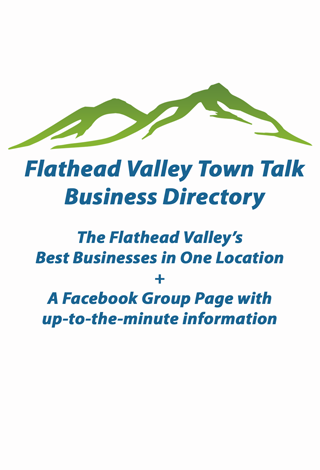 Flathead Valley Town Talk
Business Directory
The Flathead Valley's
Best Businesses in One Location
+
A Facebook Group Page with
up-to-the-minute information